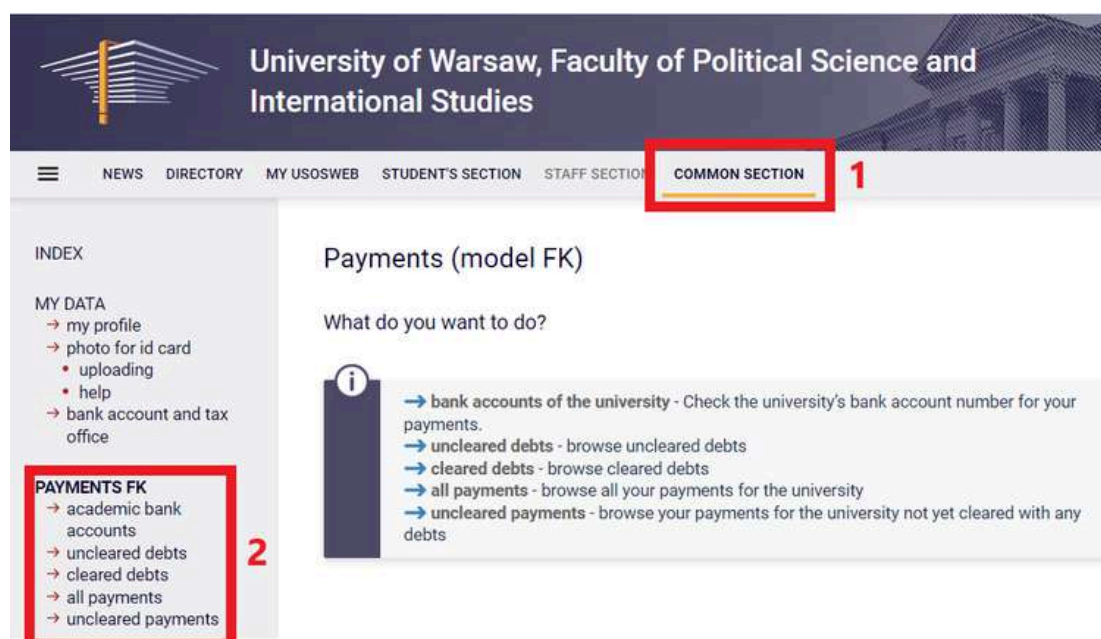 University of Warsaw, Faculty of Political Science and
International Studies
NEWS DIRECTORY MY USOSWEB STUDENT'S SECTION STAFF SECTION COMMON SECTION 1
INDEX
MY DATA
→ my profile
→ photo for id card
• uploading
• help
→ bank account and tax
office
PAYMENTS FK
→ academic bank
accounts
→ uncleared debts
→ cleared debts
→ all payments
→ uncleared payments
2
Payments (model FK)
What do you want to do?
i
→ bank accounts of the university - Check the university's bank account number for your
payments.
→ uncleared debts - browse uncleared debts
→ cleared debts - browse cleared debts
→ all payments - browse all your payments for the university
→ uncleared payments - browse your payments for the university not yet cleared with any
debts